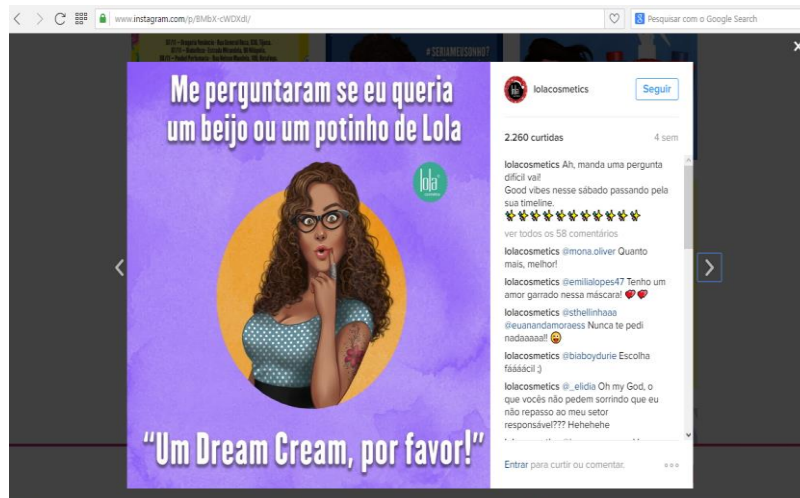 www.instagram.com/p/BMbX-cWDXdI/
Pesquisar com o Google Search
#SERIAMEUSONHO?
Me perguntaram se eu queria
um beijo ou um potinho de Lola
lola
“Um Dream Cream, por favor!”
lolacosmetics
Seguir
2.260 curtidas
4 sem
lolacosmetics Ah, manda uma pergunta
difícil vai!
Good vibes nesse sábado passando pela
sua timeline.
ver todos os 58 comentários
lolacosmetics @mona.oliver Quanto
mais, melhor!
lolacosmetics @emilialopes47 Tenho um
amor garrado nessa máscara!
lolacosmetics @sthellinhaaa
@euanandamoraess Nunca te pedi
nadaaaaa!!
lolacosmetics @biaboydurie Escolha
fáááácil ;)
lolacosmetics @_elidia Oh my God, o
que vocês não pedem sorrindo que eu
não repasso ao meu setor
responsável??? Hehehehe
Entrar para curtir ou comentar.